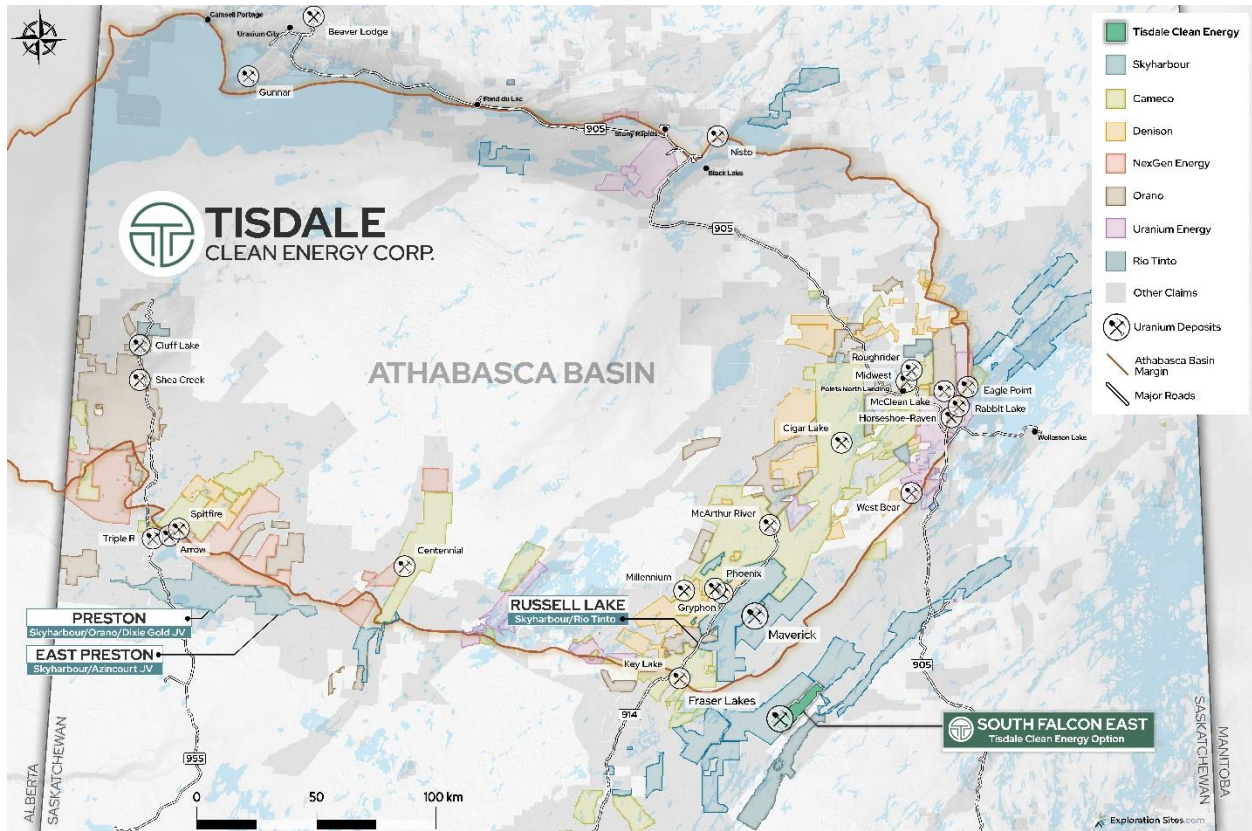 Camsell Portage
Uranium City
Beaver Lodge
Gunnar
Fond du Lac
905
Stony Rapids
Nisto
Black Lake
905
TISDALE
CLEAN ENERGY CORP.
ATHABASCA BASIN
Cluff Lake
Shea Creek
Roughrider
Midwest
Points North Landing
McClean Lake
Horseshoe-Raven
Eagle Point
Rabbit Lake
Wollaston Lake
Cigar Lake
West Bear
McArthur River
Spitfire
Triple R
Arrow
Centennial
Millennium
Phoenix
Gryphon
Maverick
PRESTON
Skyharbour/Orano/Dixie Gold JV
EAST PRESTON
Skyharbour/Azincourt JV
RUSSELL LAKE
Skyharbour/Rio Tinto
Key Lake
Fraser Lakes
905
914
955
SOUTH FALCON EAST
Tisdale Clean Energy Option
ALBERTA
SASKATCHEWAN
SASKATCHEWAN
MANITOBA
0 50 100 km
Exploration Sites.com
Tisdale Clean Energy
Skyharbour
Cameco
Denison
NexGen Energy
Orano
Uranium Energy
Rio Tinto
Other Claims
Uranium Deposits
Athabasca Basin
Margin
Major Roads